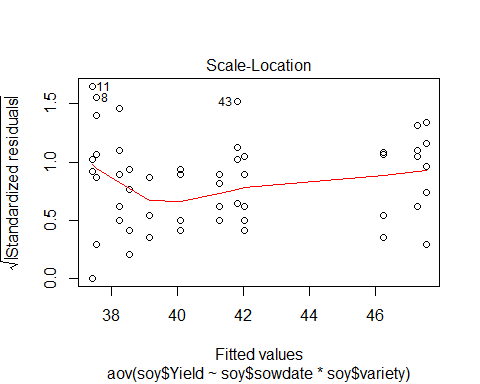 Scale-Location
√|Standardized residuals|
0.0 0.5 1.0 1.5
11
8
43
38 40 42 44 46
Fitted values
aov(soy$Yield ~ soy$sowdate * soy$variety)